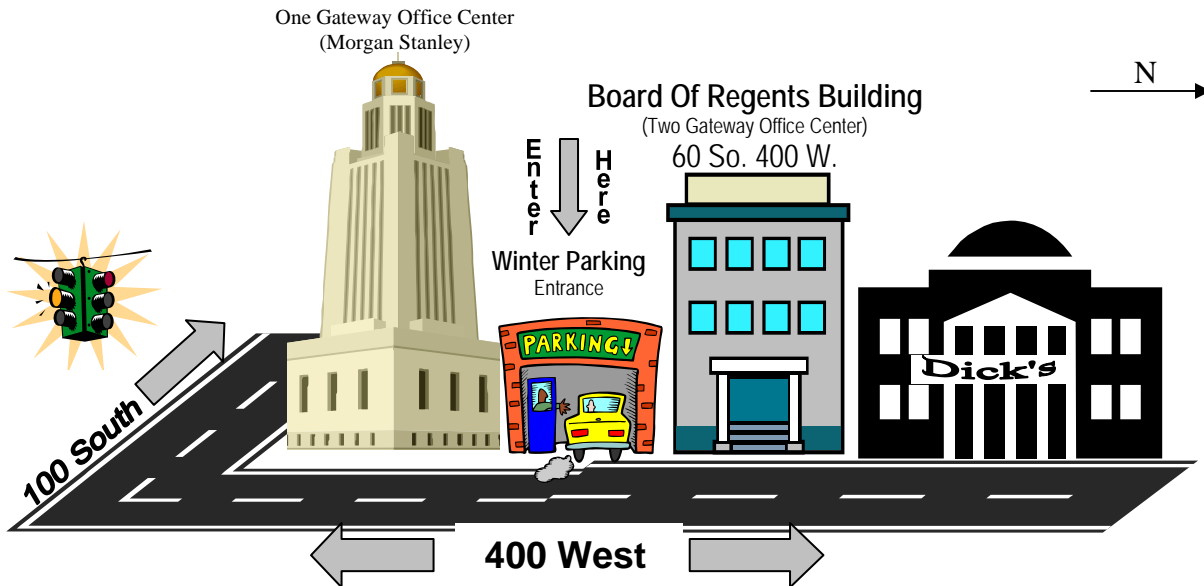 One Gateway Office Center
(Morgan Stanley)
N
Board Of Regents Building
(Two Gateway Office Center)
60 So. 400 W.
Enter
Here
Winter Parking
Entrance
PARKING
Dick's
100 South
400 West